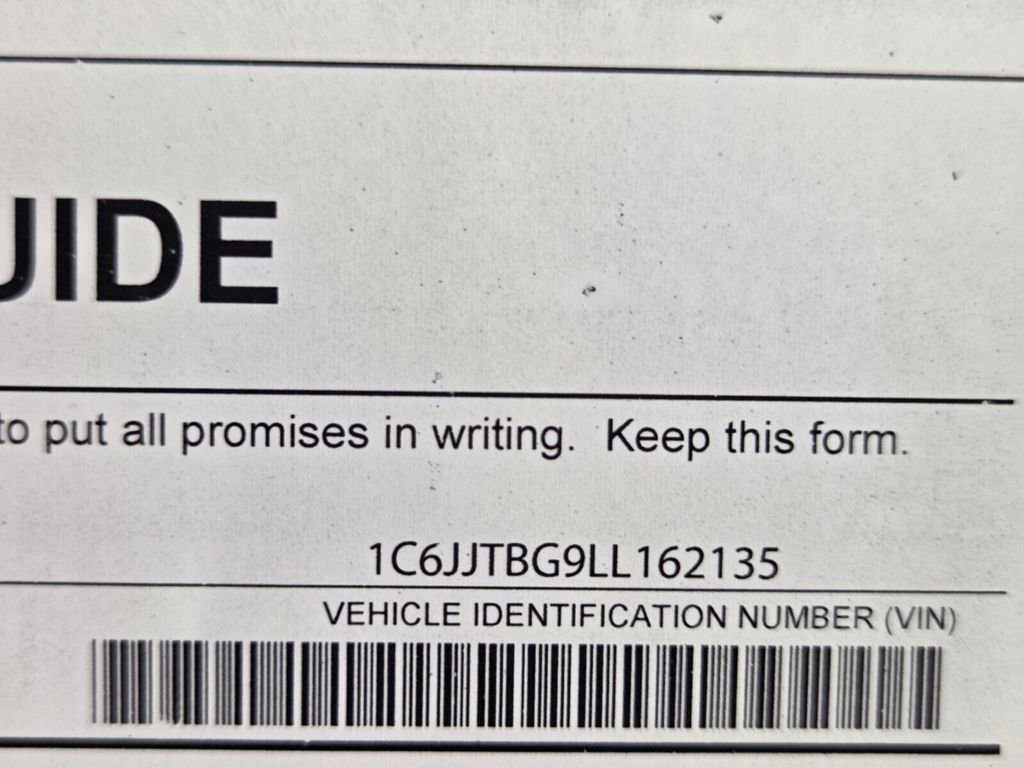 UIDE
to put all promises in writing. Keep this form.
1C6JJTBG9LL162135
VEHICLE IDENTIFICATION NUMBER (VIN)